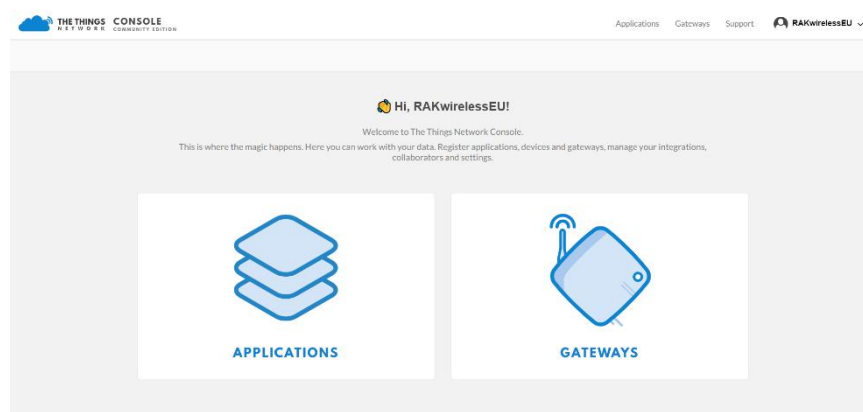 THE THINGS NETWORK CONSOLE COMMUNITY EDITION
Applications Gateways Support RAKwirelessEU
Hi, RAKwirelessEU!
Welcome to The Things Network Console.
This is where the magic happens. Here you can work with your data. Register applications, devices and gateways, manage your integrations,
collaborators and settings.
APPLICATIONS
GATEWAYS